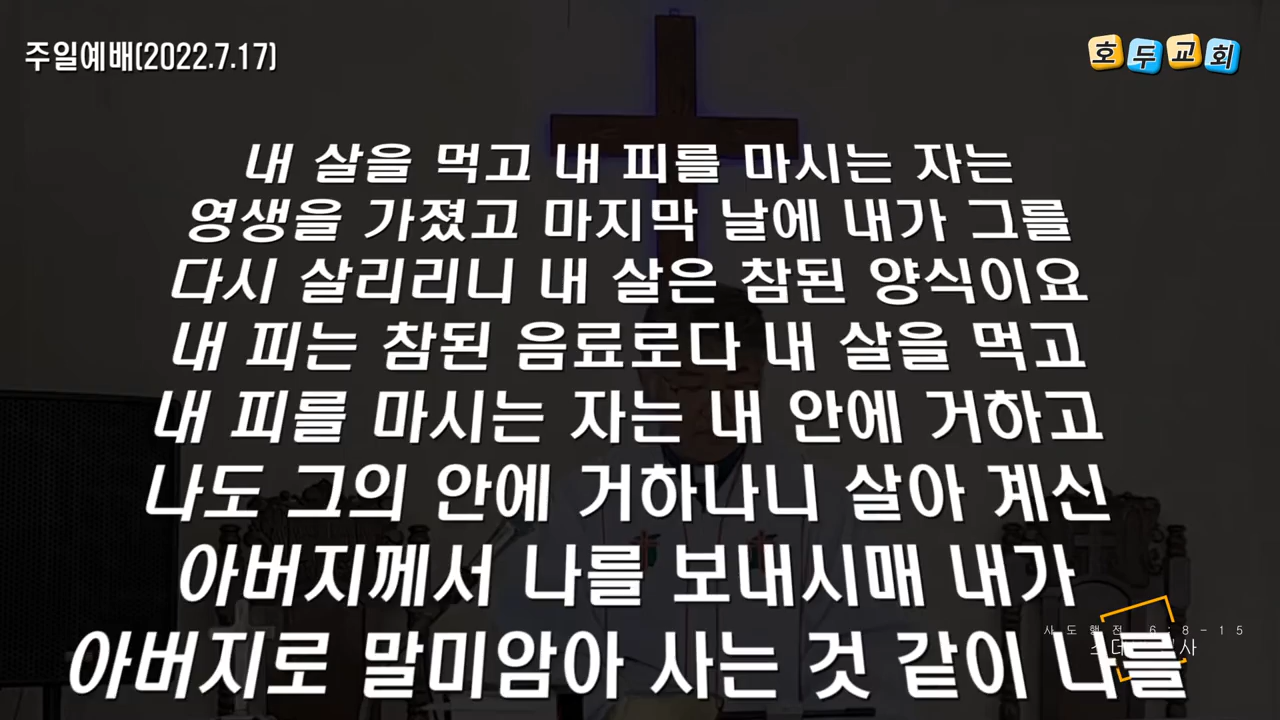 주일예배(2022.7.17)
호두교회
내 살을 먹고 내 피를 마시는 자는
영생을 가졌고 마지막 날에 내가 그를
다시 살리리니 내 살은 참된 양식이요
내 피는 참된 음료로다 내 살을 먹고
내 피를 마시는 자는 내 안에 거하고
나도 그의 안에 거하나니 살아 계신
아버지께서 나를 보내시매 내가
사도행전 6:8-15
아버지로 말미암아 사는 것 같이 나를